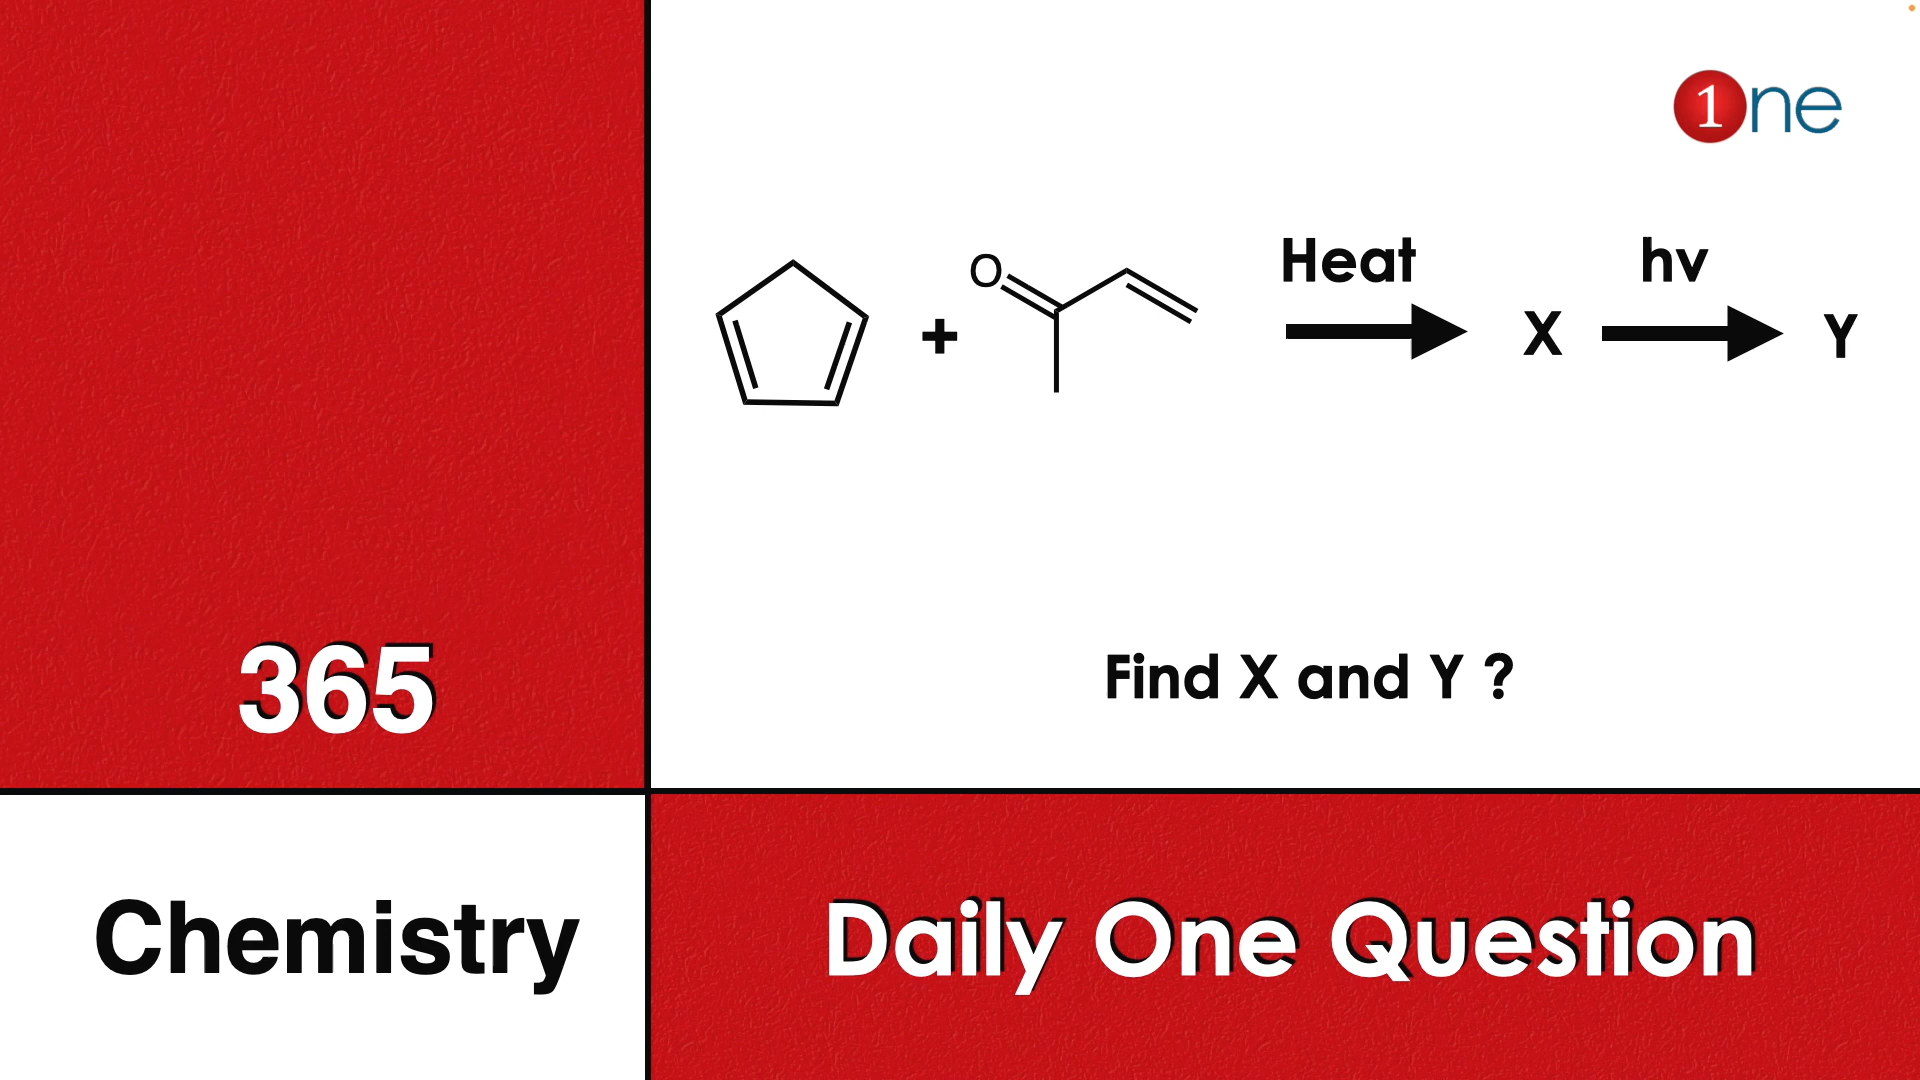 1ne
O
+
Heat
X
hv
Y
Find X and Y ?
365
Chemistry
Daily One Question